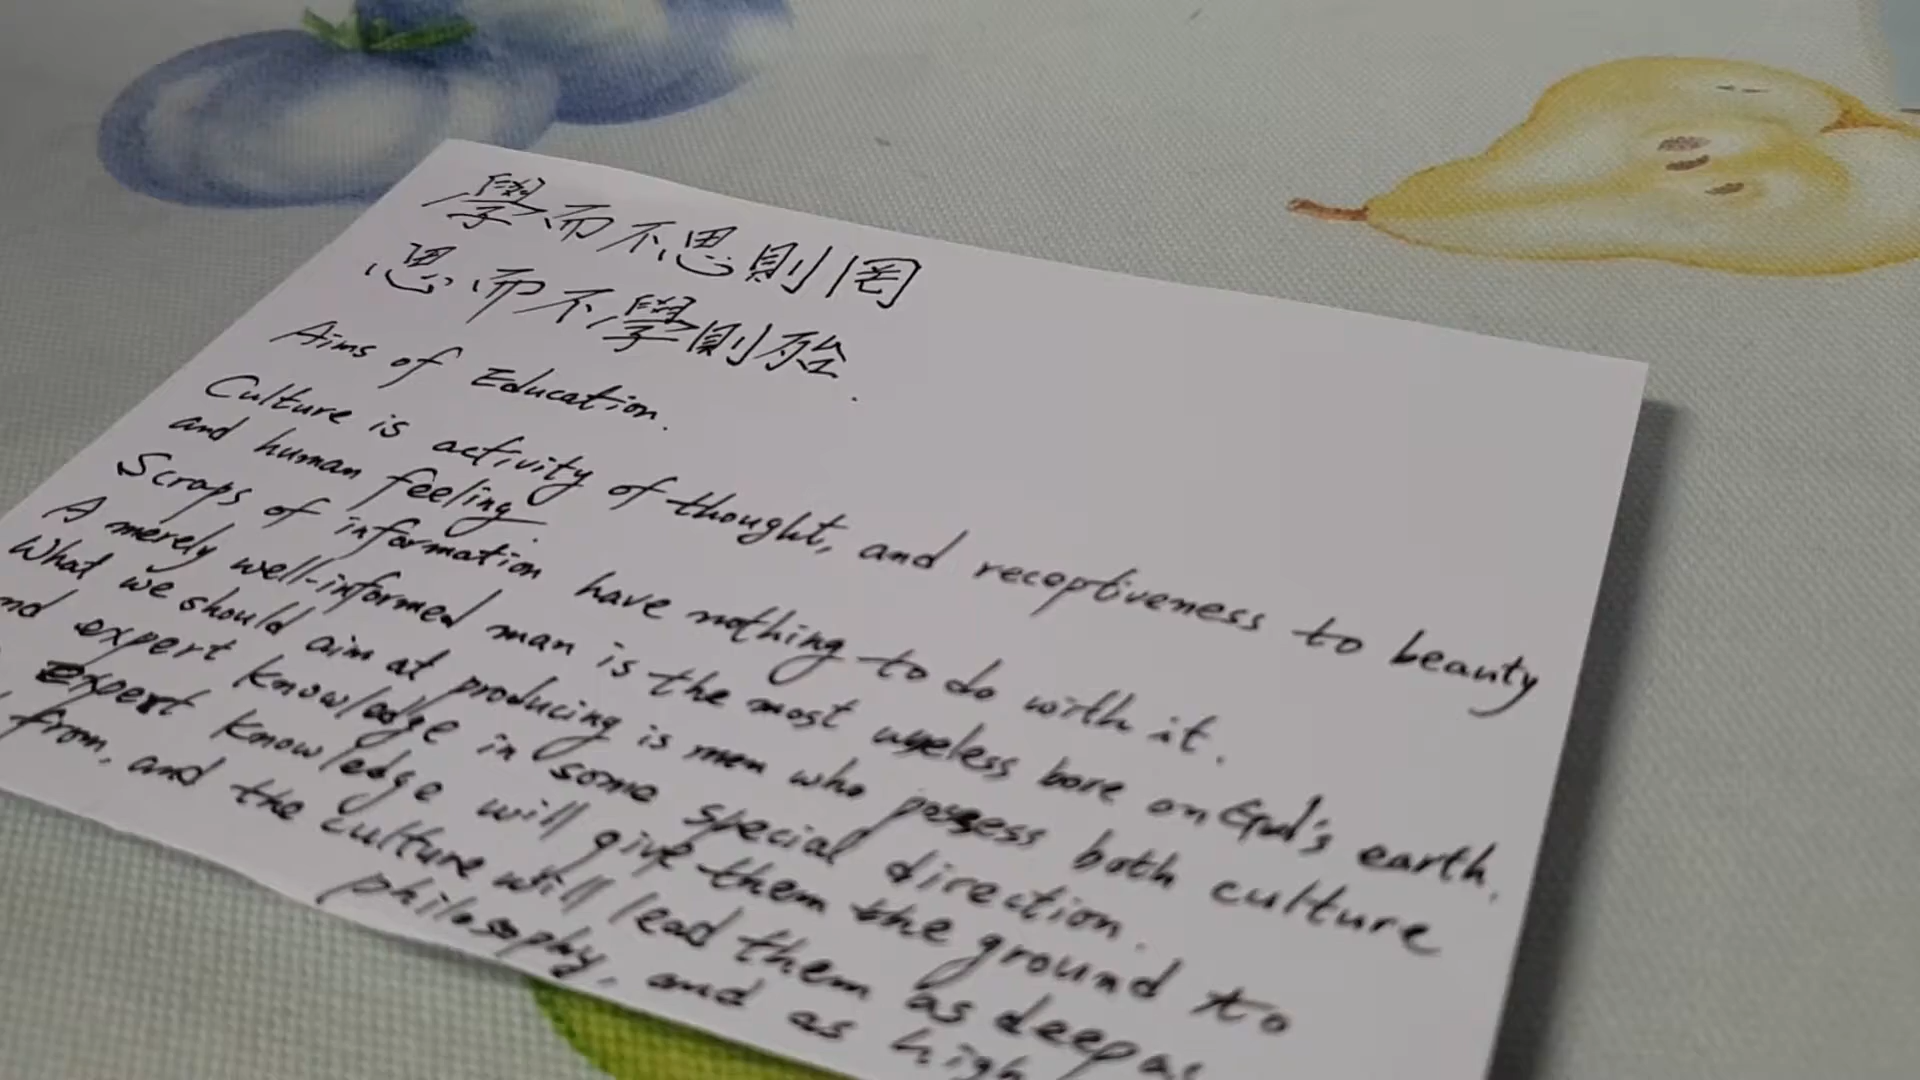 學而不思則罔
思而不學則殆.
Aims of Education.
Culture is activity of thought, and receptiveness to beauty
and human feeling.
Scraps of information have nothing to do with it.
A merely well-informed man is the most useless bore on God's earth.
What we should aim at producing is men who possess both culture
nd expert knowledge in some special direction.
Expert knowledge will give them the ground to
from, and the culture will lead them as deep as
philosophy, and as high